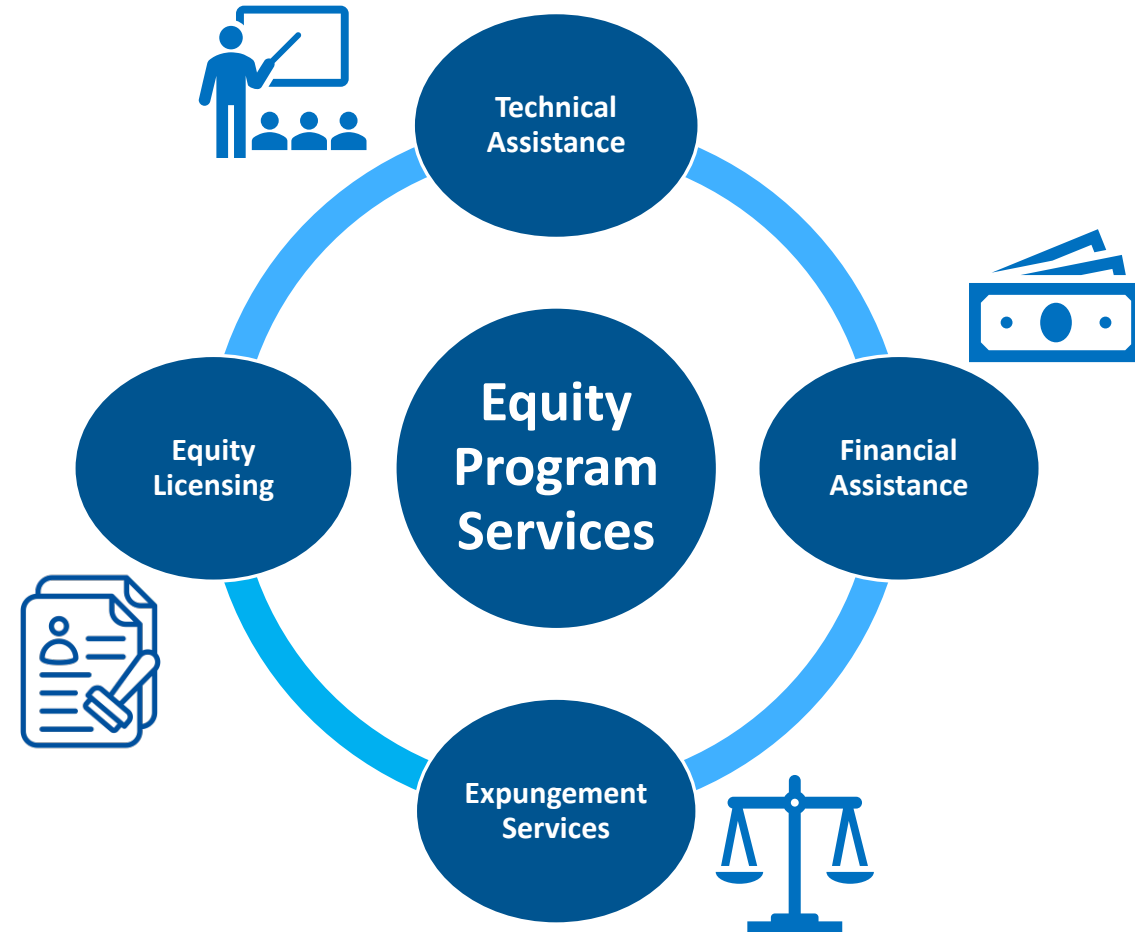 Technical
Assistance
Equity
Program
Services
Equity
Licensing
Financial
Assistance
Expungement
Services